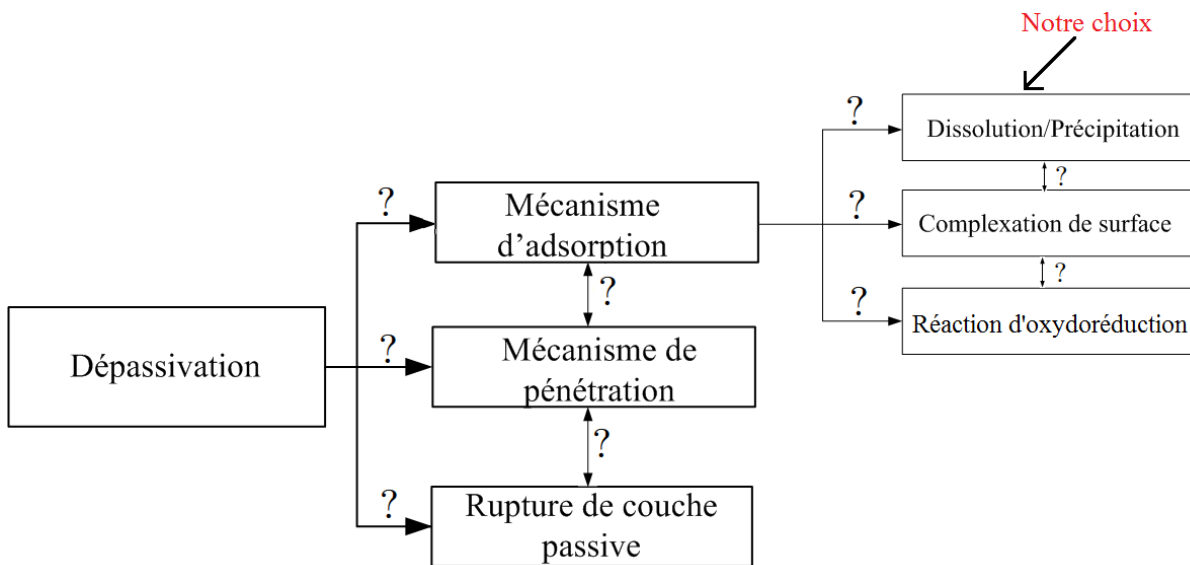 Notre choix
?
Dissolution/Précipitation
?
?
Mécanisme
d'adsorption
?
Complexation de surface
?
?
?
Réaction d'oxydoréduction
Dépassivation
?
Mécanisme de
pénétration
?
?
Rupture de couche
passive